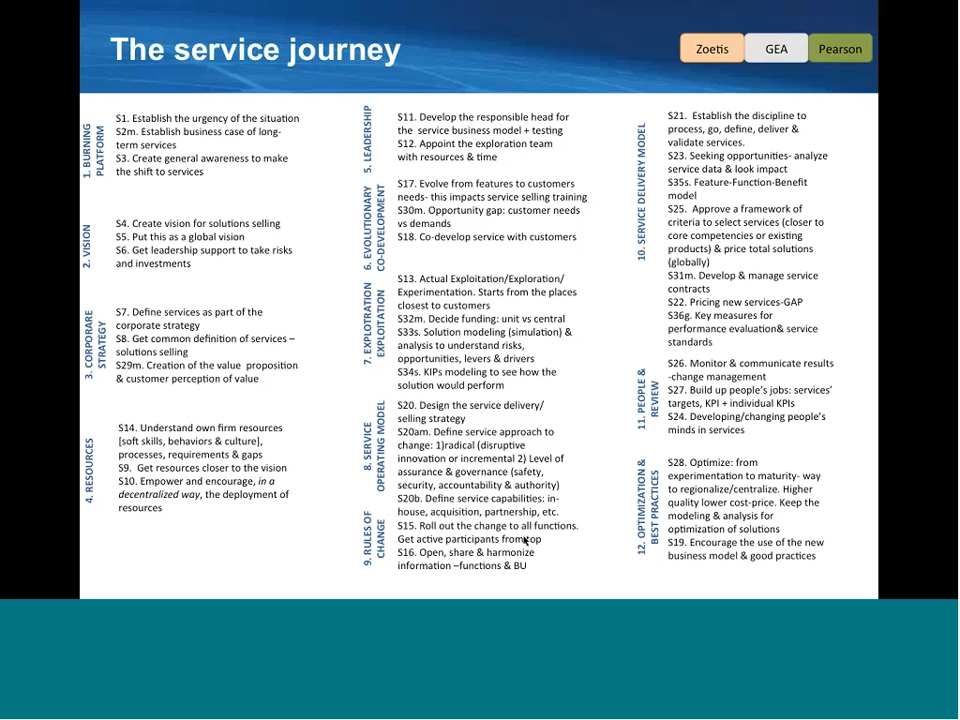 The service journey
Zoetis
GEA
Pearson
1. BURNING
PLATFORM
S1. Establish the urgency of the situation
S2m. Establish business case of long-
term services
S3. Create general awareness to make
the shift to services
2. VISION
S4. Create vision for solutions selling
S5. Put this as a global vision
S6. Get leadership support to take risks
and investments
3. CORPORARE
STRATEGY
S7. Define services as part of the
corporate strategy
S8. Get common definition of services –
solutions selling
S29m. Creation of the value proposition
& customer perception of value
4. RESOURCES
S14. Understand own firm resources
[soft skills, behaviors & culture],
processes, requirements & gaps
S9. Get resources closer to the vision
S10. Empower and encourage, in a
decentralized way, the deployment of
resources
5. LEADERSHIP
S11. Develop the responsible head for
the service business model + testing
S12. Appoint the exploration team
with resources & time
6. EVOLUTIONARY
CO-DEVELOPMENT
S17. Evolve from features to customers
needs- this impacts service selling training
S30m. Opportunity gap: customer needs
vs demands
S18. Co-develop service with customers
7. EXPLOTRATION
EXPLOITATION
S13. Actual Exploitation/Exploration/
Experimentation. Starts from the places
closest to customers
S32m. Decide funding: unit vs central
S33s. Solution modeling (simulation) &
analysis to understand risks,
opportunities, levers & drivers
S34s. KIPs modeling to see how the
solution would perform
8. SERVICE
OPERATING MODEL
S20. Design the service delivery/
selling strategy
S20am. Define service approach to
change: 1)radical (disruptive
innovation or incremental 2) Level of
assurance & governance (safety,
security, accountability & authority)
S20b. Define service capabilities: in-
house, acquisition, partnership, etc.
9. RULES OF
CHANGE
S15. Roll out the change to all functions.
Get active participants from top
S16. Open, share & harmonize
information –functions & BU
10. SERVICE DELIVERY MODEL
S21. Establish the discipline to
process, go, define, deliver &
validate services.
S23. Seeking opportunities- analyze
service data & look impact
S35s. Feature-Function-Benefit
model
S25. Approve a framework of
criteria to select services (closer to
core competencies or existing
products) & price total solutions
(globally)
S31m. Develop & manage service
contracts
S22. Pricing new services-GAP
S36g. Key measures for
performance evaluation& service
standards
11. PEOPLE &
REVIEW
S26. Monitor & communicate results
-change management
S27. Build up people's jobs: services'
targets, KPI + individual KPIs
S24. Developing/changing people's
minds in services
12. OPTIMIZATION &
BEST PRACTICES
S28. Optimize: from
experimentation to maturity- way
to regionalize/centralize. Higher
quality lower cost-price. Keep the
modeling & analysis for
optimization of solutions
S19. Encourage the use of the new
business model & good practices